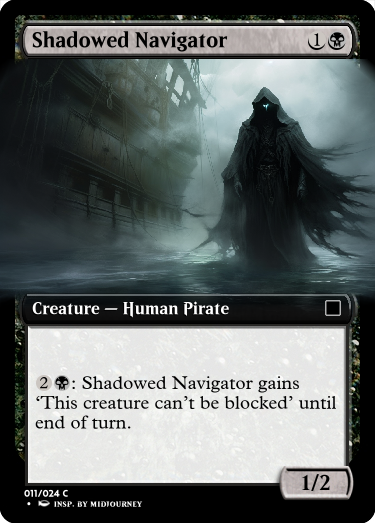 Shadowed Navigator 1
Creature — Human Pirate
2 : Shadowed Navigator gains
‘This creature can't be blocked’ until
end of turn.
1/2
011/024 C
• INSP. BY MIDJOURNEY